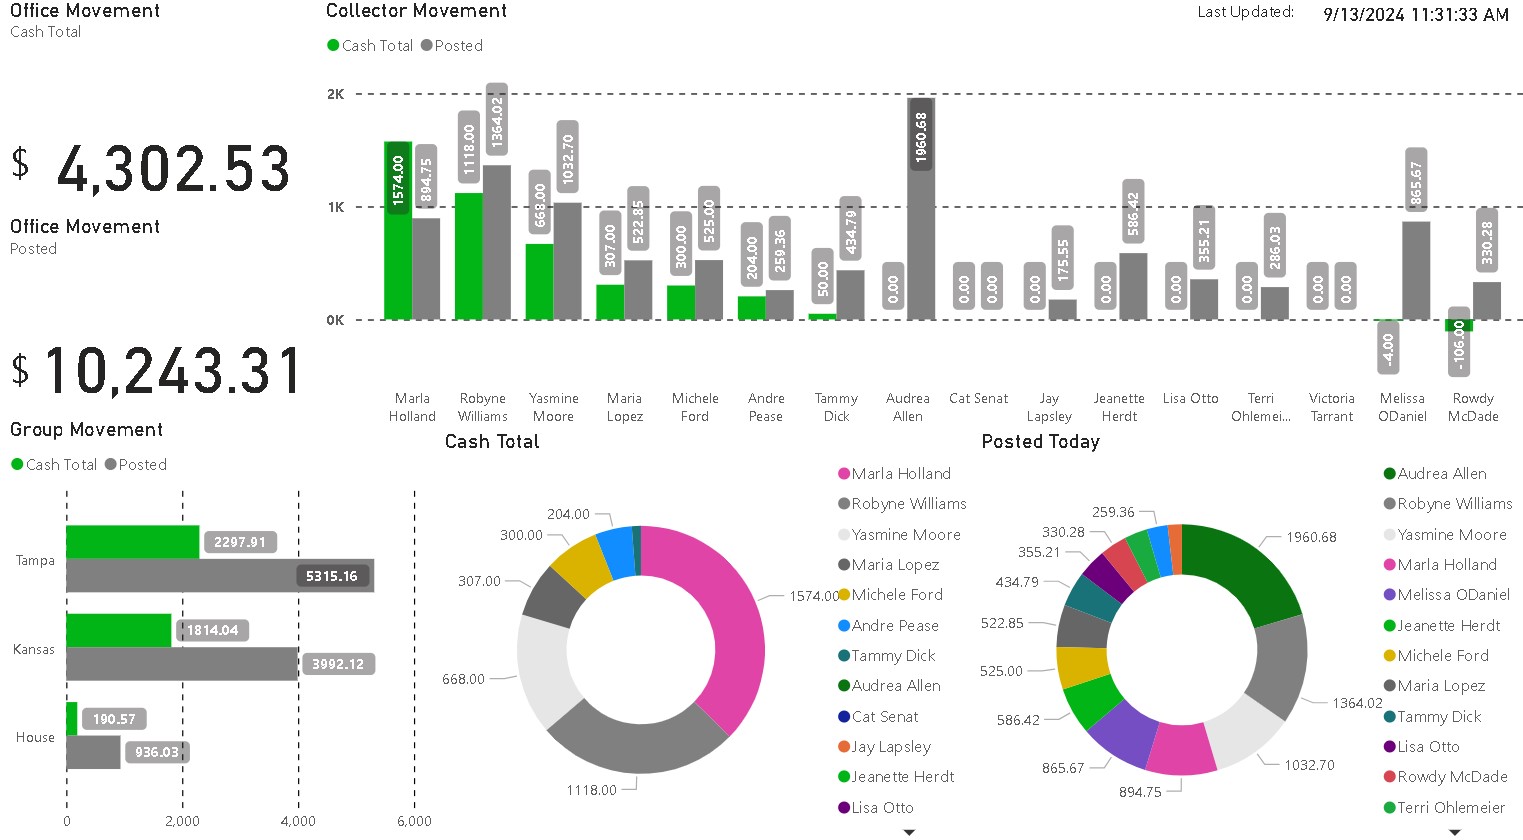 Office Movement
Cash Total
$ 4,302.53
Office Movement
Posted
$ 10,243.31
Collector Movement
Cash Total Posted
Last Updated: 9/13/2024 11:31:33 AM
2K
1K
0K
1574.00
894.75
1118.00
1364.02
668.00
1032.70
307.00
522.85
300.00
525.00
204.00
259.36
50.00
434.79
0.00
1960.68
0.00
0.00
0.00
175.55
0.00
586.42
0.00
355.21
0.00
286.03
0.00
0.00
-4.00
865.67
-106.00
330.28
Marla
Holland
Robyne
Williams
Yasmine
Moore
Maria
Lopez
Michele
Ford
Andre
Pease
Tammy
Dick
Audrea
Allen
Cat Senat
Jay
Lapsley
Jeanette
Herdt
Lisa Otto
Terri
Ohlemei...
Victoria
Tarrant
Melissa
ODaniel
Rowdy
McDade
Group Movement
Cash Total Posted
Tampa
2297.91
5315.16
Kansas
1814.04
3992.12
House
190.57
936.03
0
2,000
4,000
6,000
Cash Total
204.00
300.00
307.00
668.00
1118.00
1574.00
Marla Holland
Robyne Williams
Yasmine Moore
Maria Lopez
Michele Ford
Andre Pease
Tammy Dick
Audrea Allen
Cat Senat
Jay Lapsley
Jeanette Herdt
Lisa Otto
Posted Today
259.36
330.28
355.21
434.79
522.85
525.00
586.42
865.67
894.75
1032.70
1364.02
1960.68
Audrea Allen
Robyne Williams
Yasmine Moore
Marla Holland
Melissa ODaniel
Jeanette Herdt
Michele Ford
Maria Lopez
Tammy Dick
Lisa Otto
Rowdy McDade
Terri Ohlemeier